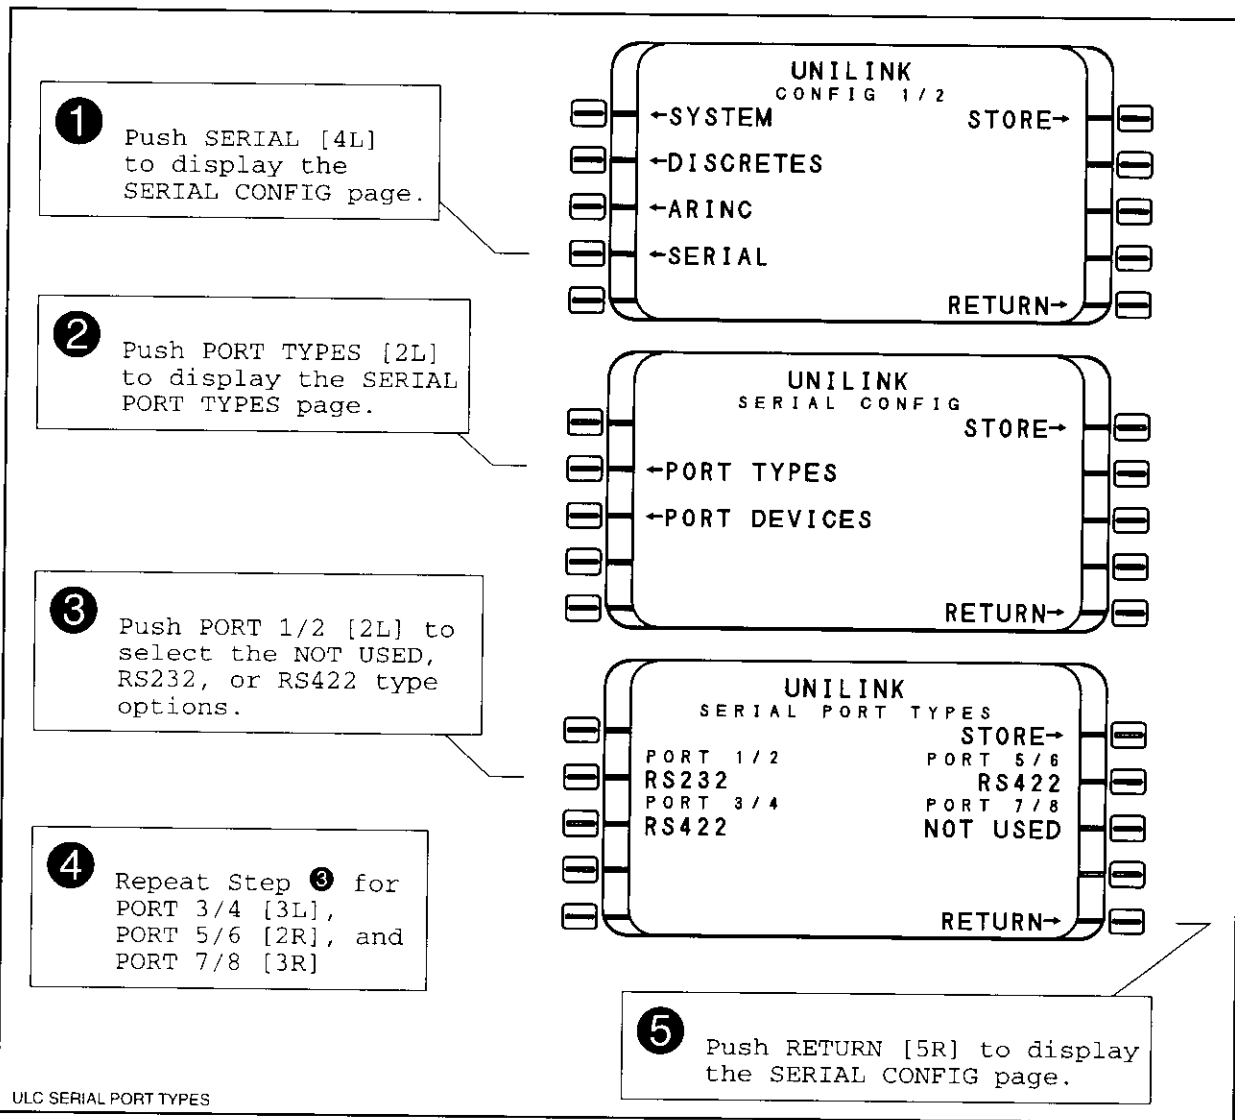 1
Push SERIAL [4L]
to display the
SERIAL CONFIG page.
UNILINK
CONFIG 1/2
←SYSTEM STORE→
←DISCRETES
←ARINC
←SERIAL
RETURN→
2
Push PORT TYPES [2L]
to display the SERIAL
PORT TYPES page.
UNILINK
SERIAL CONFIG
STORE→
←PORT TYPES
←PORT DEVICES
RETURN→
3
Push PORT 1/2 [2L] to
select the NOT USED,
RS232, or RS422 type
options.
UNILINK
SERIAL PORT TYPES
STORE→
PORT 1/2 PORT 5/6
RS232 RS422
PORT 3/4 PORT 7/8
RS422 NOT USED
RETURN→
4
Repeat Step 3 for
PORT 3/4 [3L],
PORT 5/6 [2R], and
PORT 7/8 [3R]
5
Push RETURN [5R] to display
the SERIAL CONFIG page.
ULC SERIAL PORT TYPES